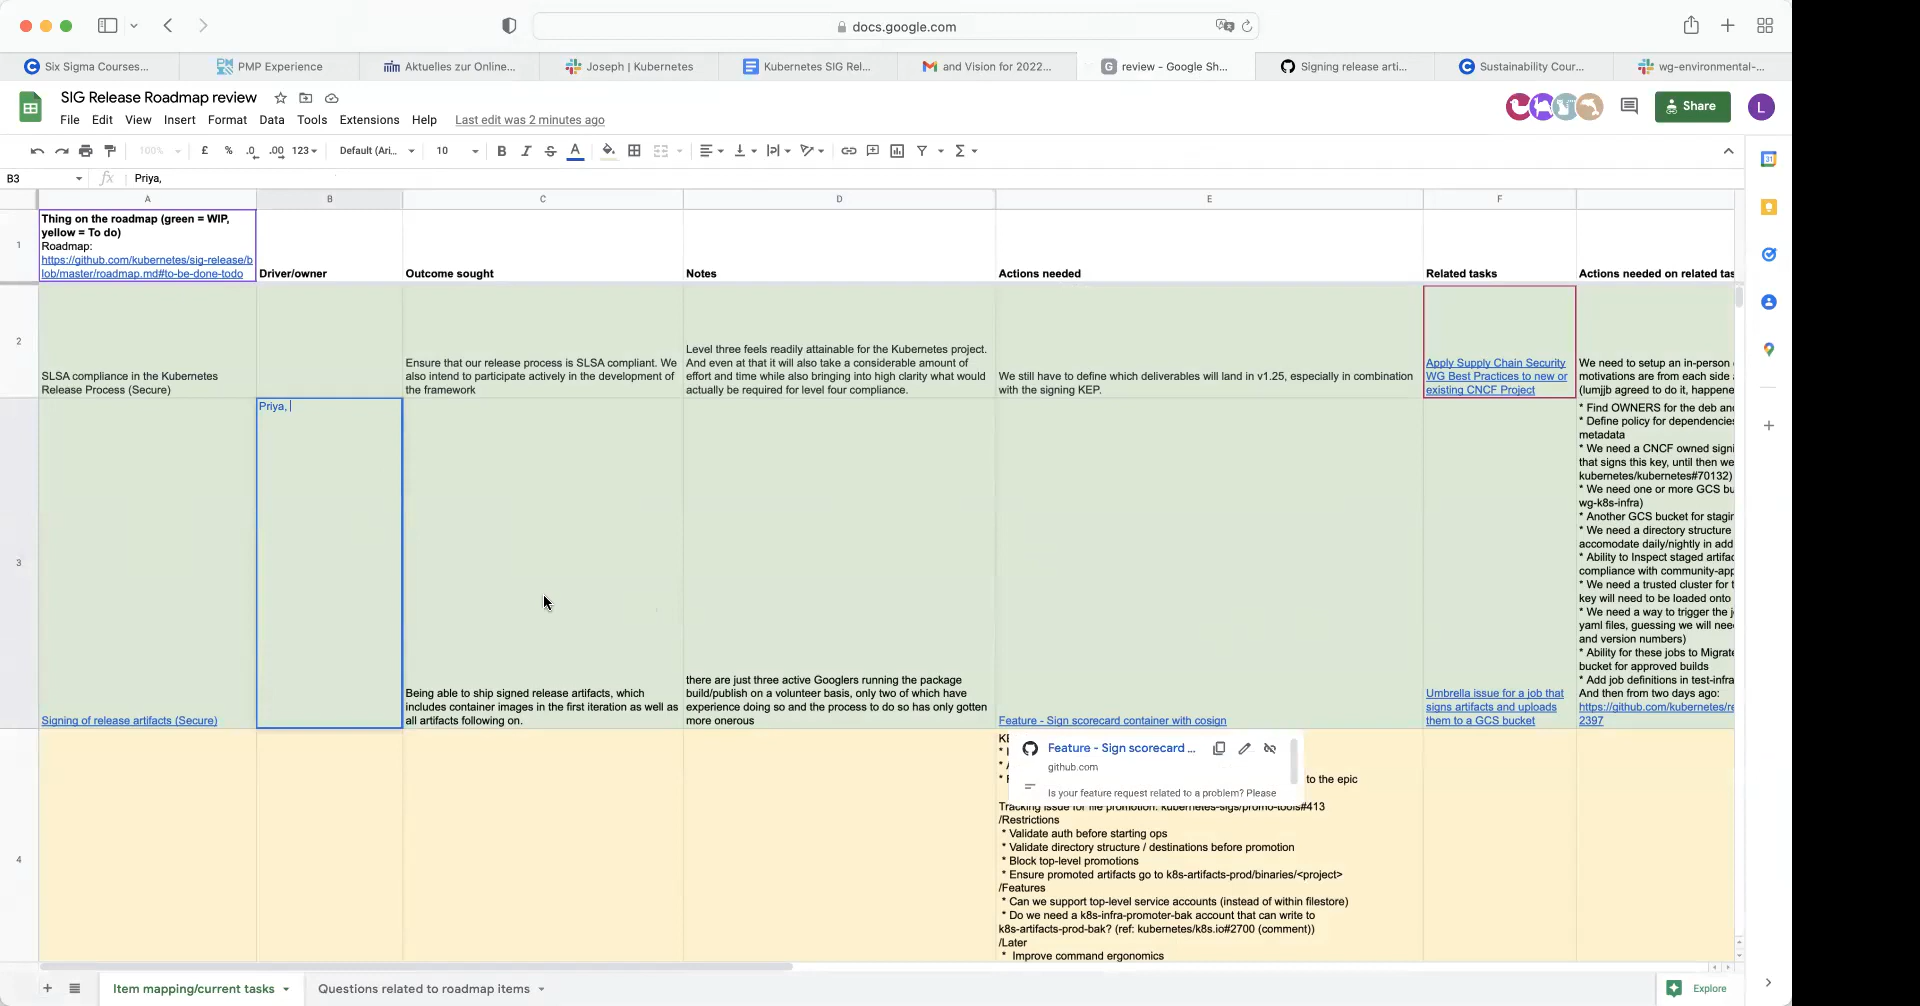 docs.google.com
Six Sigma Courses...
PMP Experience
Aktuelles zur Online...
Joseph | Kubernetes
Kubernetes SIG Rel...
and Vision for 2022...
review - Google Sh...
Signing release arti...
Sustainability Cour...
wg-environmental-...
SIG Release Roadmap review
File Edit View Insert Format Data Tools Extensions Help Last edit was 2 minutes ago
Share
L
100% £ % .0 .00 123 Default (Ari... 10 B I S A
B3 fx Priya,
A B C D E F
1
Thing on the roadmap (green = WIP,
yellow = To do)
Roadmap:
https://github.com/kubernetes/sig-release/b
lob/master/roadmap.md#to-be-done-todo
Driver/owner
Outcome sought
Notes
Actions needed
Related tasks
Actions needed on related tas
2
SLSA compliance in the Kubernetes
Release Process (Secure)
Ensure that our release process is SLSA compliant. We
also intend to participate actively in the development of
the framework
Level three feels readily attainable for the Kubernetes project.
And even at that it will also take a considerable amount of
effort and time while also bringing into high clarity what would
actually be required for level four compliance.
We still have to define which deliverables will land in v1.25, especially in combination
with the signing KEP.
Apply Supply Chain Security
WG Best Practices to new or
existing CNCF Project
We need to setup an in-person
motivations are from each side
(lumjjb agreed to do it, happene
3
Signing of release artifacts (Secure)
Priya,
Being able to ship signed release artifacts, which
includes container images in the first iteration as well as
all artifacts following on.
there are just three active Googlers running the package
build/publish on a volunteer basis, only two of which have
experience doing so and the process to do so has only gotten
more onerous
Feature - Sign scorecard container with cosign
Umbrella issue for a job that
signs artifacts and uploads
them to a GCS bucket
* Find OWNERS for the deb and
* Define policy for dependencies
metadata
* We need a CNCF owned signi
that signs this key, until then we
kubernetes/kubernetes#70132)
* We need one or more GCS bu
wg-k8s-infra)
* Another GCS bucket for stagin
* We need a directory structure
accomodate daily/nightly in add
* Ability to Inspect staged artifac
compliance with community-app
* We need a trusted cluster for t
key will need to be loaded onto
* We need a way to trigger the j
yaml files, guessing we will nee
and version numbers)
* Ability for these jobs to Migrate
bucket for approved builds
* Add job definitions in test-infra
And then from two days ago:
https://github.com/kubernetes/re
2397
4
KE
Feature - Sign scorecard ...
github.com
Is your feature request related to a problem? Please
to the epic
Tracking issue for file promotion: kubernetes-sigs/promo-tools#413
/Restrictions
* Validate auth before starting ops
* Validate directory structure / destinations before promotion
* Block top-level promotions
* Ensure promoted artifacts go to k8s-artifacts-prod/binaries/<project>
/Features
* Can we support top-level service accounts (instead of within filestore)
* Do we need a k8s-infra-promoter-bak account that can write to
k8s-artifacts-prod-bak? (ref: kubernetes/k8s.io#2700 (comment))
/Later
* Improve command ergonomics
Item mapping/current tasks
Questions related to roadmap items
Explore